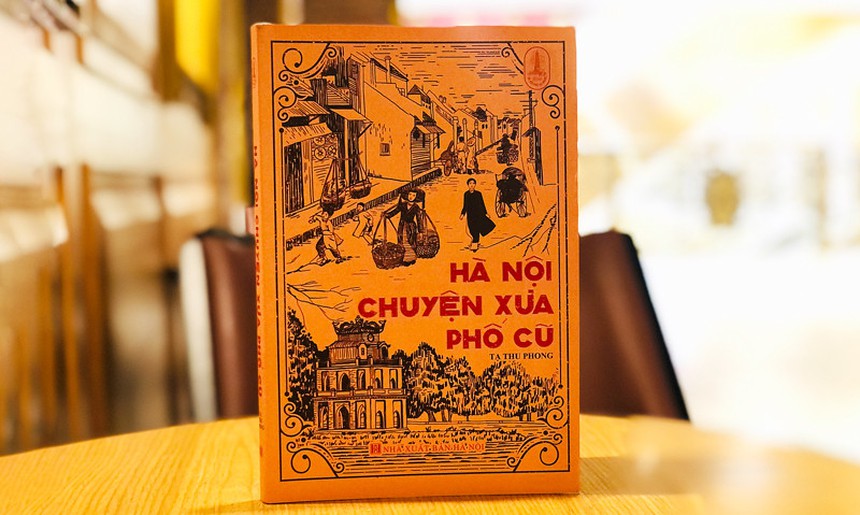 HÀ NỘI
CHUYỆN XƯA
PHỐ CŨ
TẠ THU PHONG
NHÀ XUẤT BẢN HÀ NỘI